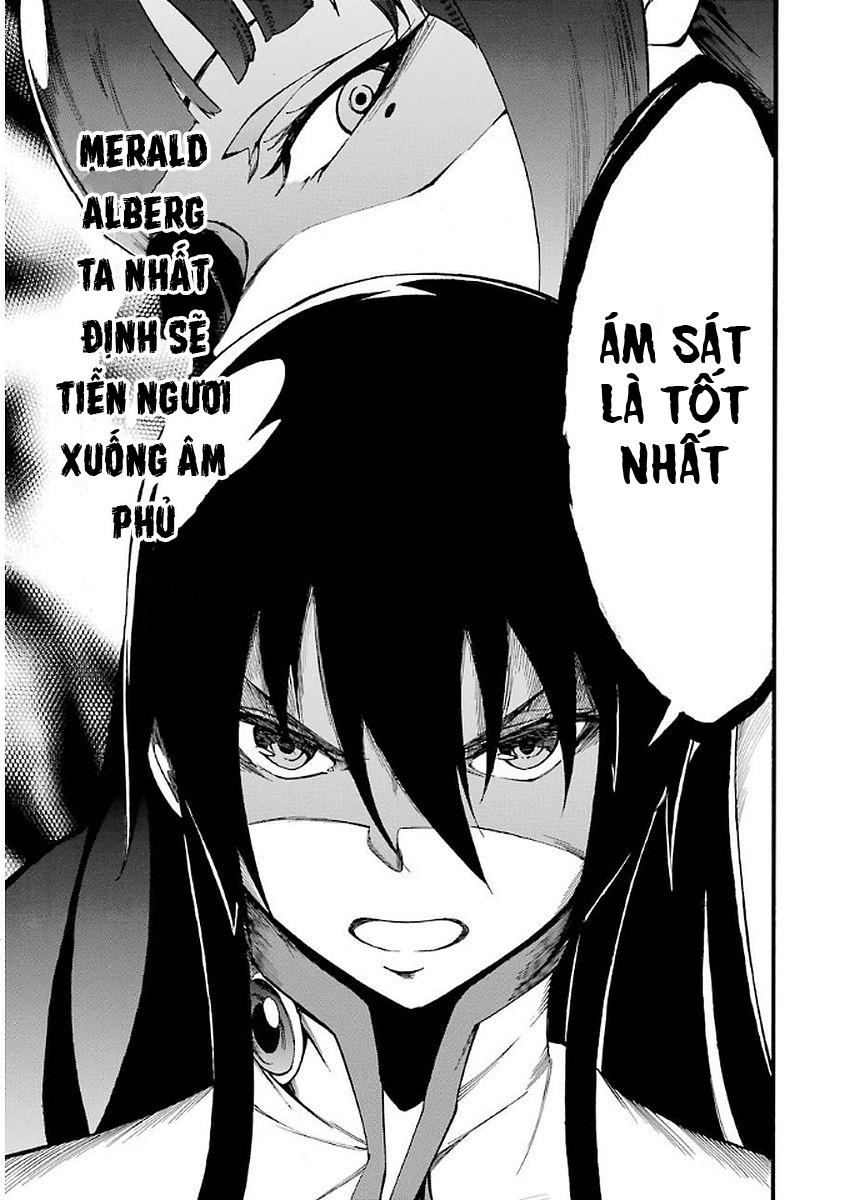 ÁM SÁT
LÀ TỐT
NHẤT
MERALD
ALBERG
TA NHẤT
ĐỊNH SẼ
TIỄN NGƯƠI
XUỐNG ÂM
PHỦ